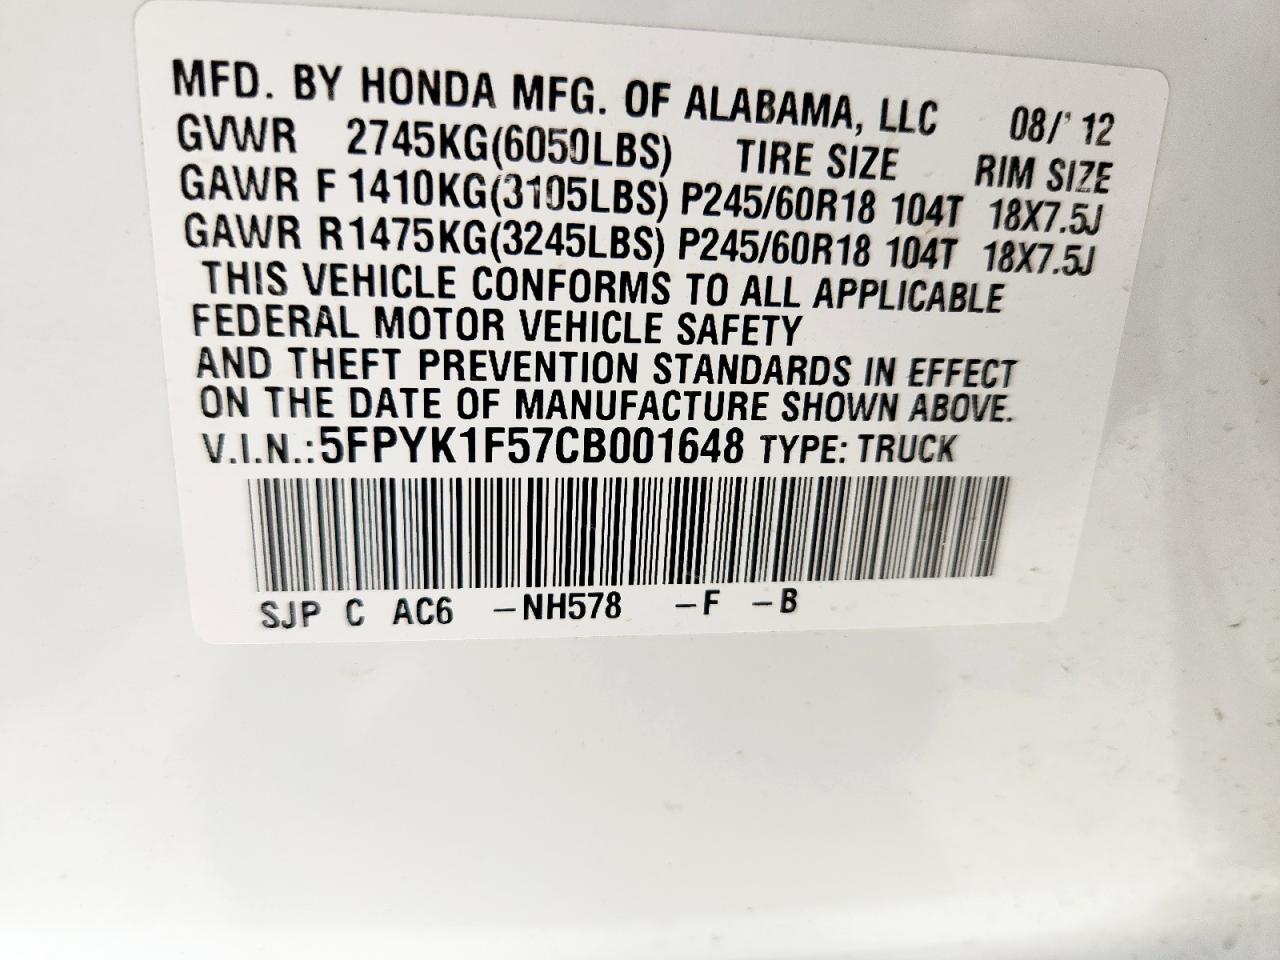 MFD. BY HONDA MFG. OF ALABAMA, LLC 08/'12
GVWR 2745KG(6050LBS) TIRE SIZE RIM SIZE
GAWR F 1410KG(3105LBS) P245/60R18 104T 18X7.5J
GAWR R 1475KG(3245LBS) P245/60R18 104T 18X7.5J
THIS VEHICLE CONFORMS TO ALL APPLICABLE
FEDERAL MOTOR VEHICLE SAFETY
AND THEFT PREVENTION STANDARDS IN EFFECT
ON THE DATE OF MANUFACTURE SHOWN ABOVE.
V.I.N.:5FPYK1F57CB001648 TYPE: TRUCK
SJP C AC6 –NH578 –F –B